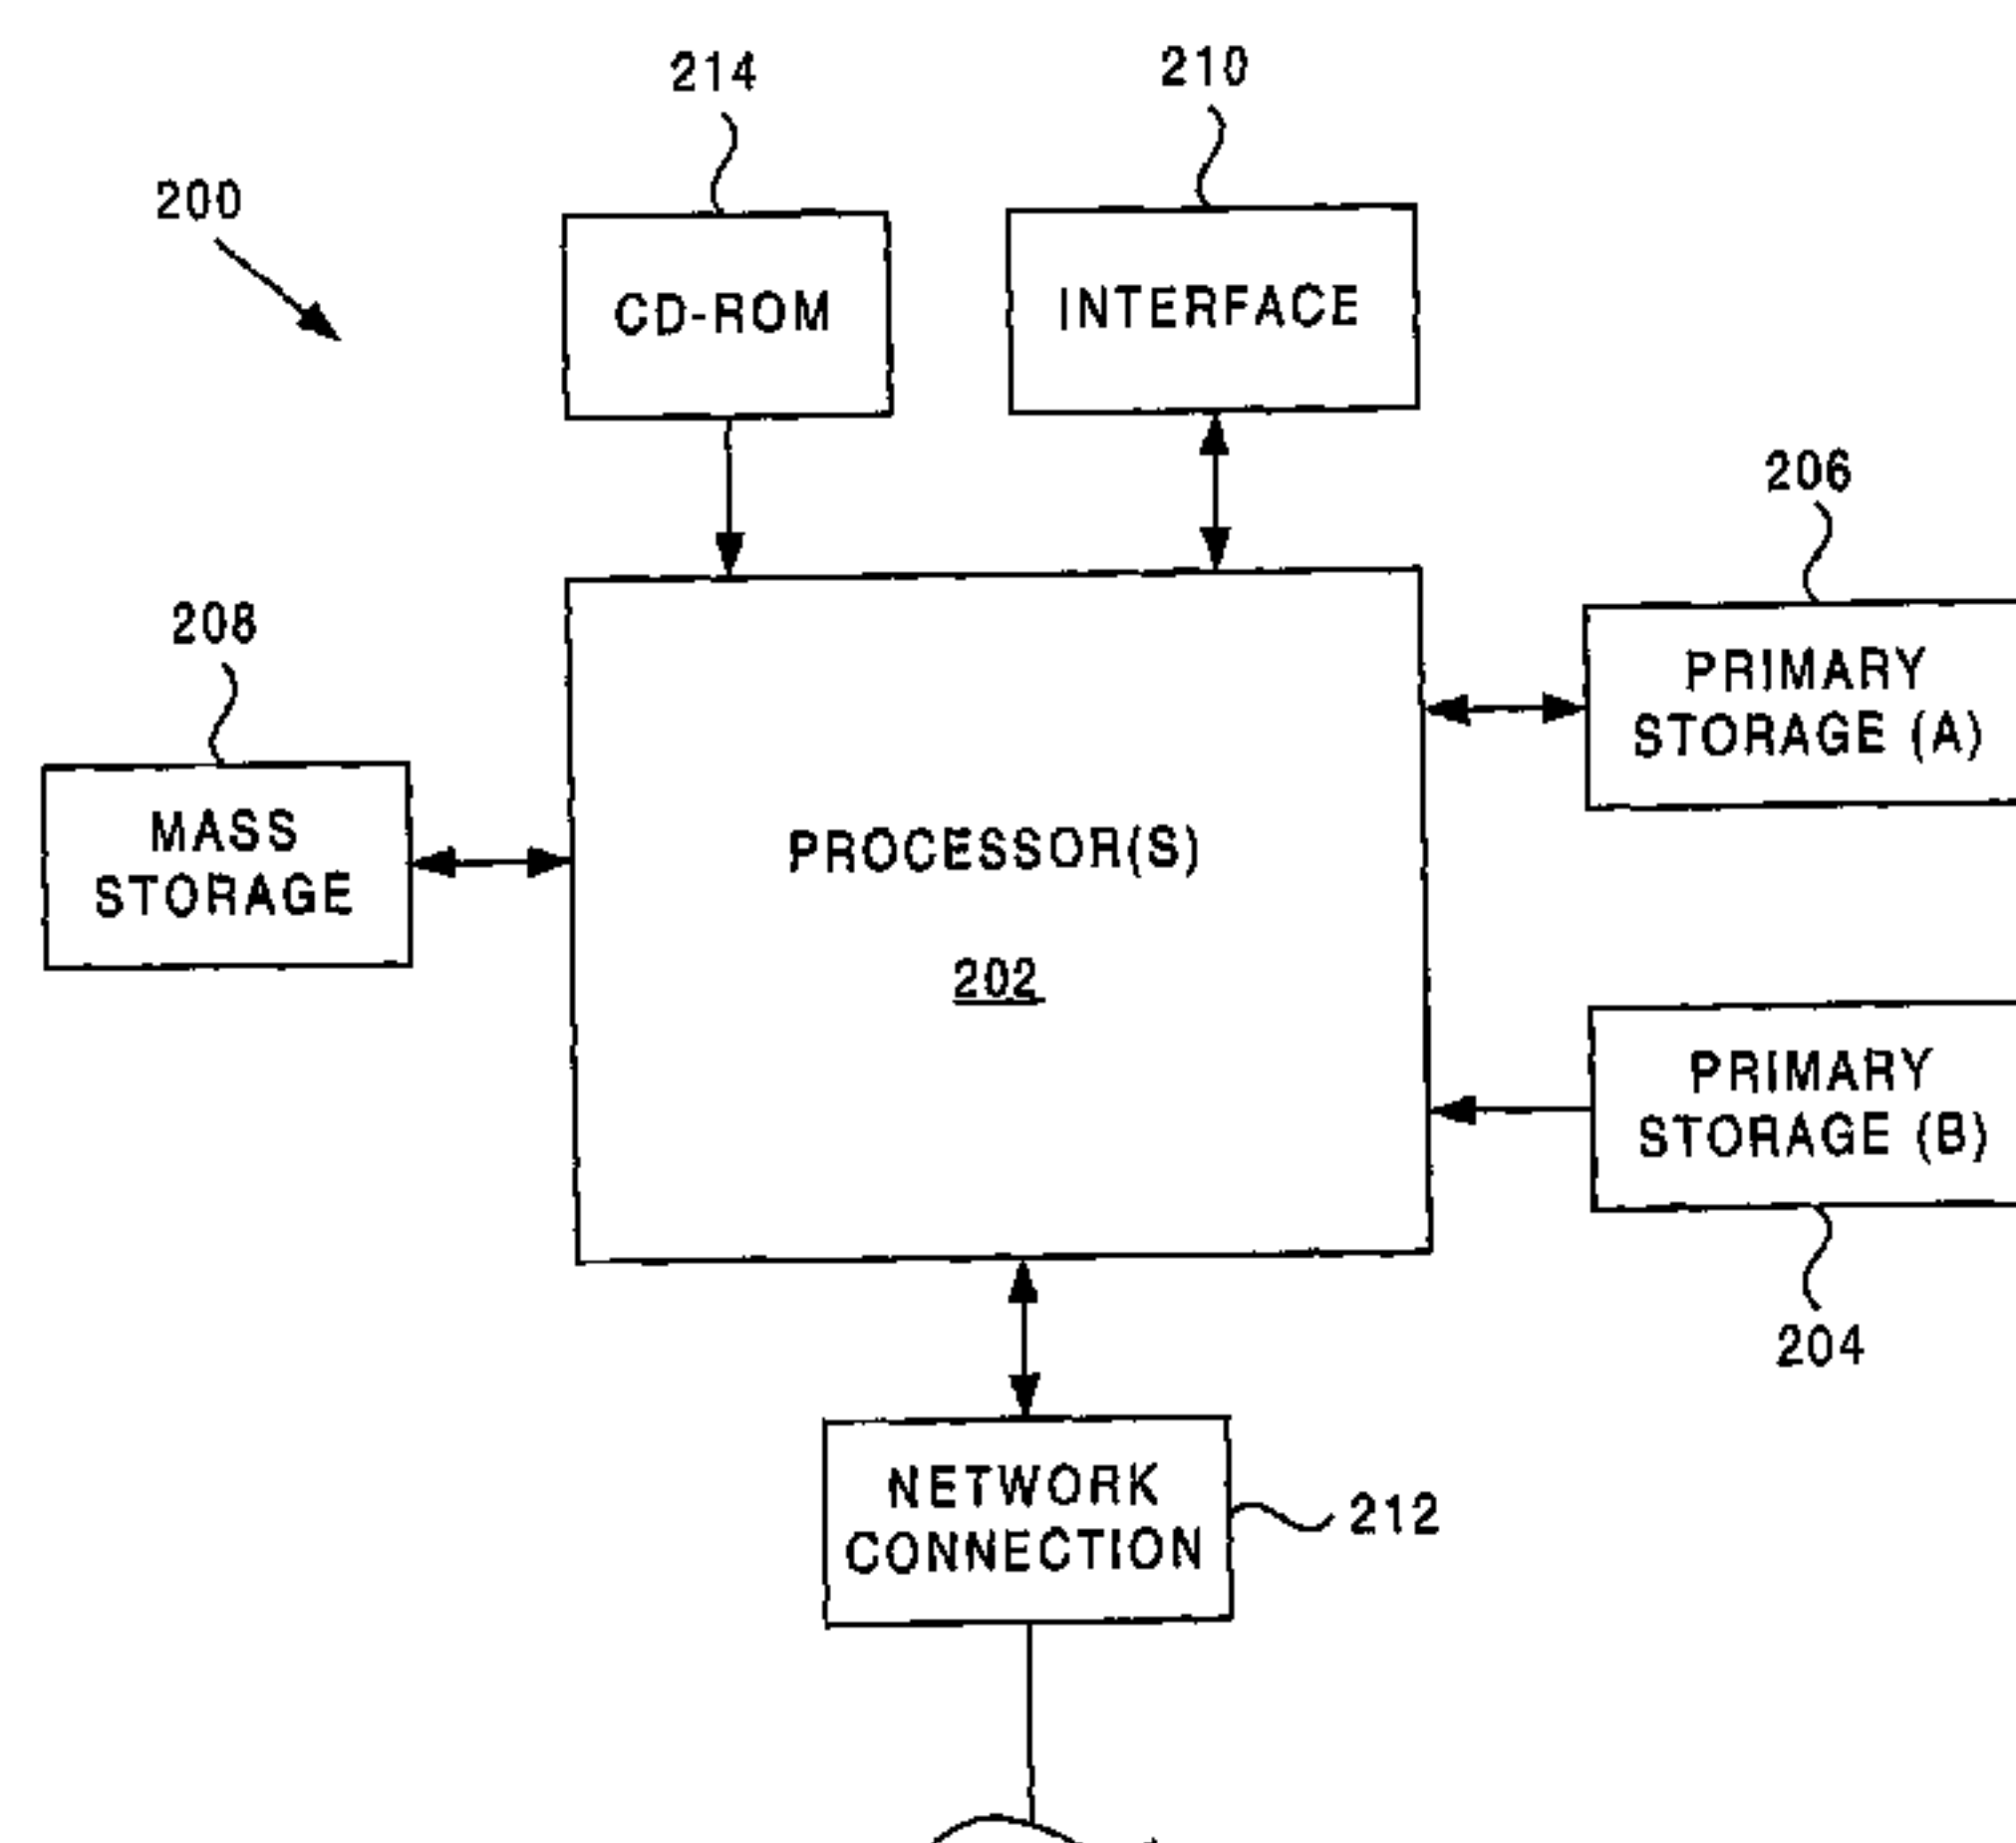 214
210
200
CD-ROM
INTERFACE
206
208
PRIMARY
STORAGE (A)
MASS
STORAGE
PROCESSOR(S)
202
PRIMARY
STORAGE (B)
204
NETWORK
CONNECTION
212